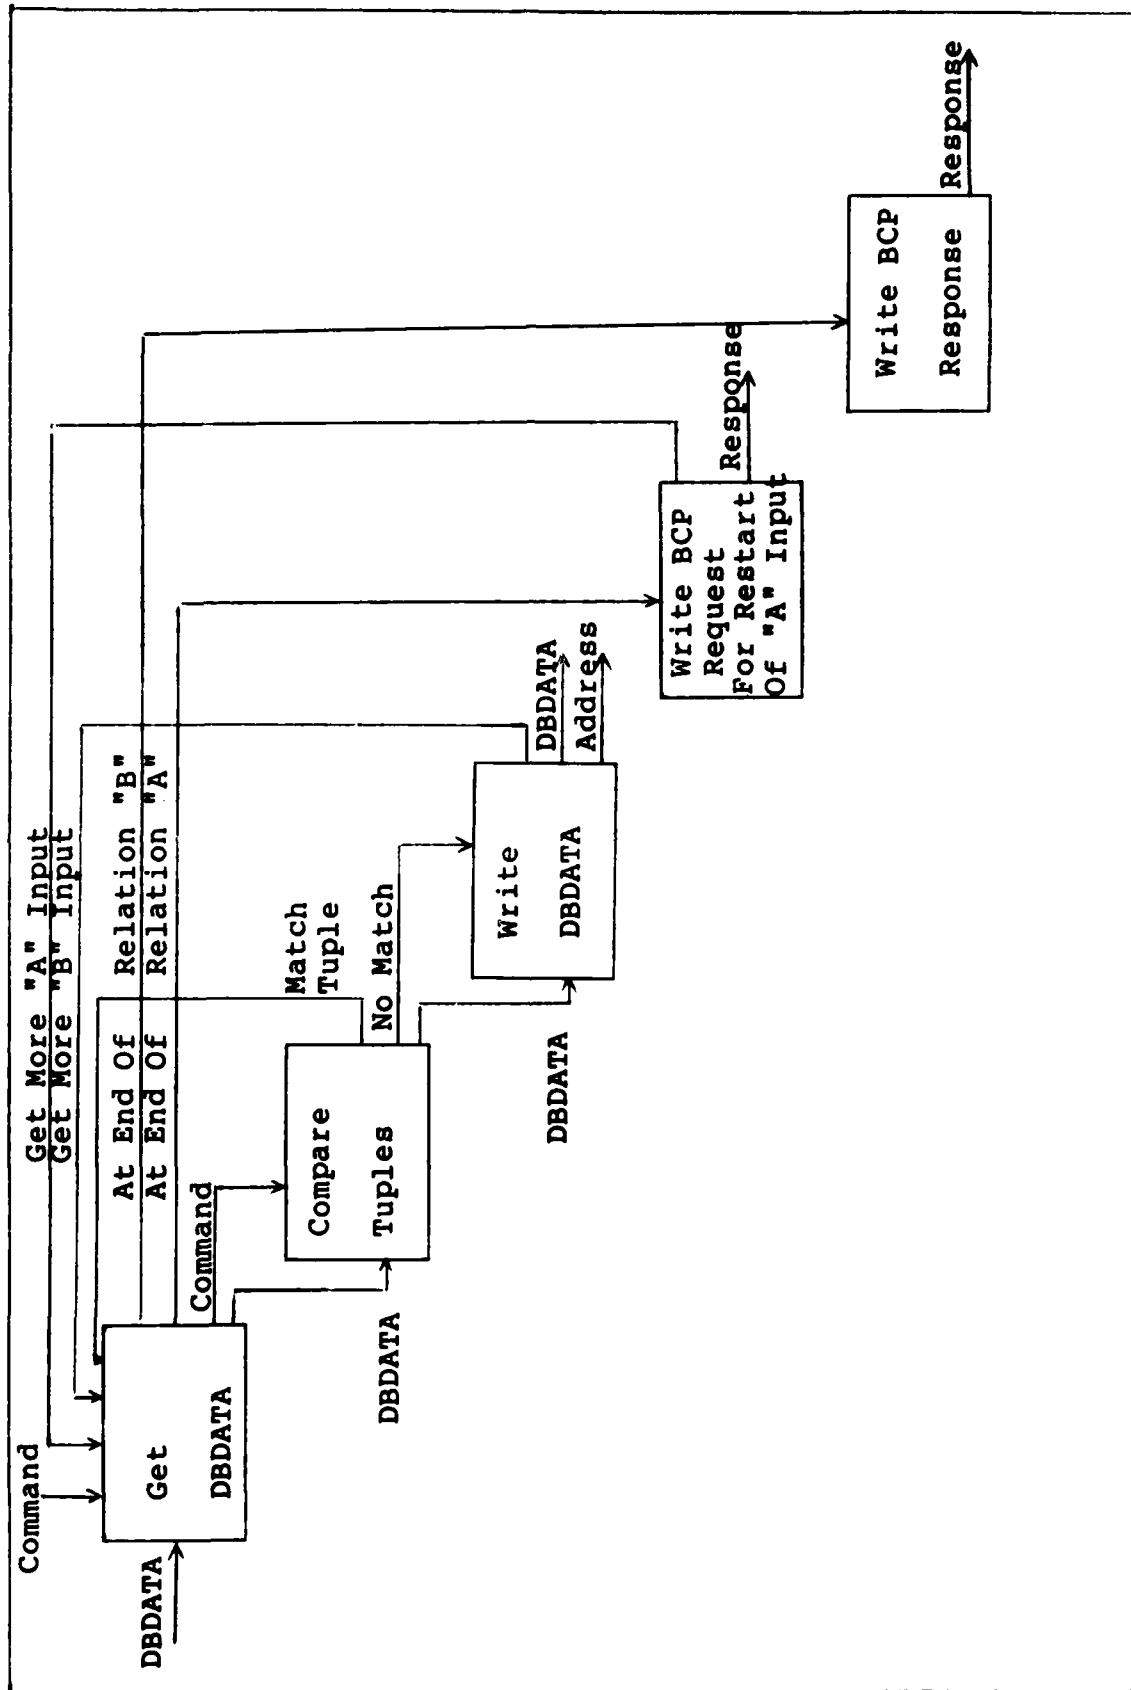 Command
DBDATA
Get
DBDATA
Get More "A" Input
Get More "B" Input
At End Of Relation "B"
At End Of Relation "A"
Command
DBDATA
Compare
Tuples
Match
Tuple
No Match
DBDATA
Write
DBDATA
DBDATA
Address
Write BCP
Request
For Restart
Of "A" Input
Response
Write BCP
Response
Response